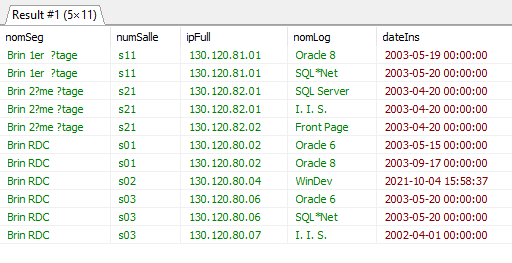 Result #1 (5×11)
nomSeg numSalle ipFull nomLog dateIns
Brin 1er  ?tage s11 130.120.81.01 Oracle 8 2003-05-19 00:00:00
Brin 1er  ?tage s11 130.120.81.01 SQL*Net 2003-05-20 00:00:00
Brin 2?me ?tage s21 130.120.82.01 SQL Server 2003-04-20 00:00:00
Brin 2?me ?tage s21 130.120.82.01 I. I. S. 2003-04-20 00:00:00
Brin 2?me ?tage s21 130.120.82.02 Front Page 2003-04-20 00:00:00
Brin RDC s01 130.120.80.02 Oracle 6 2003-05-15 00:00:00
Brin RDC s01 130.120.80.02 Oracle 8 2003-09-17 00:00:00
Brin RDC s02 130.120.80.04 WinDev 2021-10-04 15:58:37
Brin RDC s03 130.120.80.06 Oracle 6 2003-05-20 00:00:00
Brin RDC s03 130.120.80.06 SQL*Net 2003-05-20 00:00:00
Brin RDC s03 130.120.80.07 I. I. S. 2002-04-01 00:00:00